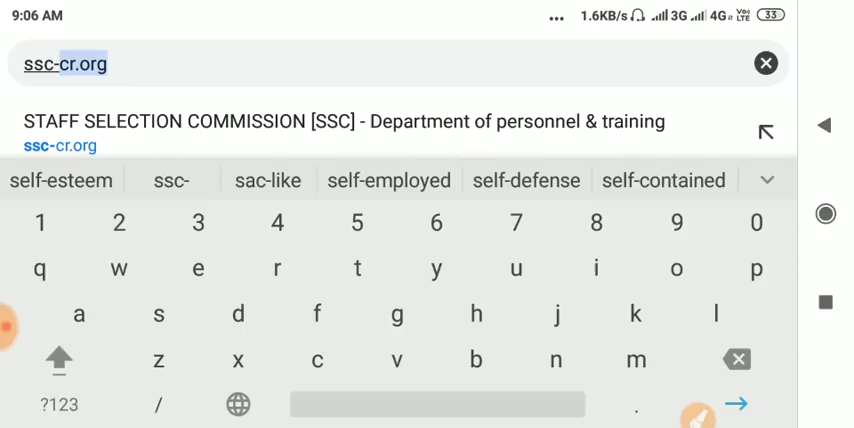 9:06 AM ... 1.6KB/s 3G 4G Vo) LTE 33
ssc-cr.org
STAFF SELECTION COMMISSION [SSC] - Department of personnel & training
ssc-cr.org
self-esteem ssc- sac-like self-employed self-defense self-contained
1 2 3 4 5 6 7 8 9 0
q w e r t y u i o p
a s d f g h j k l
z x c v b n m
?123 / .